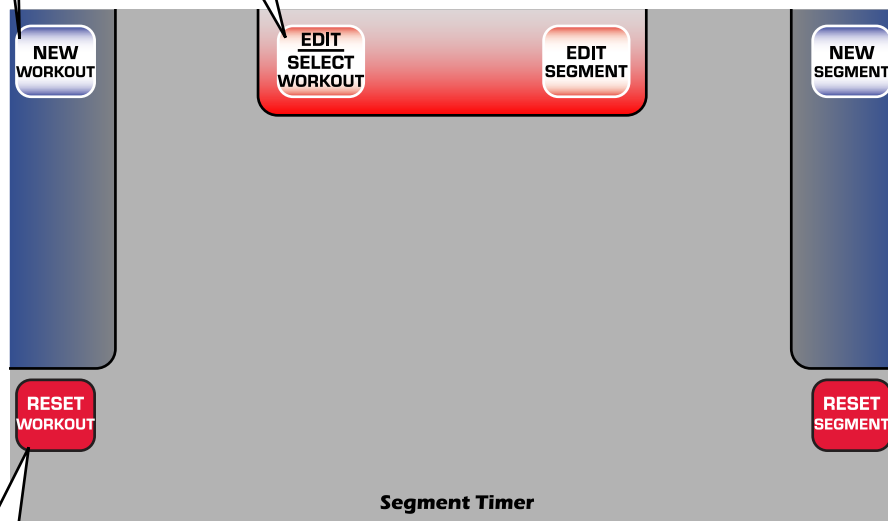 NEW
WORKOUT
EDIT
SELECT
WORKOUT
EDIT
SEGMENT
NEW
SEGMENT
RESET
WORKOUT
RESET
SEGMENT
Segment Timer